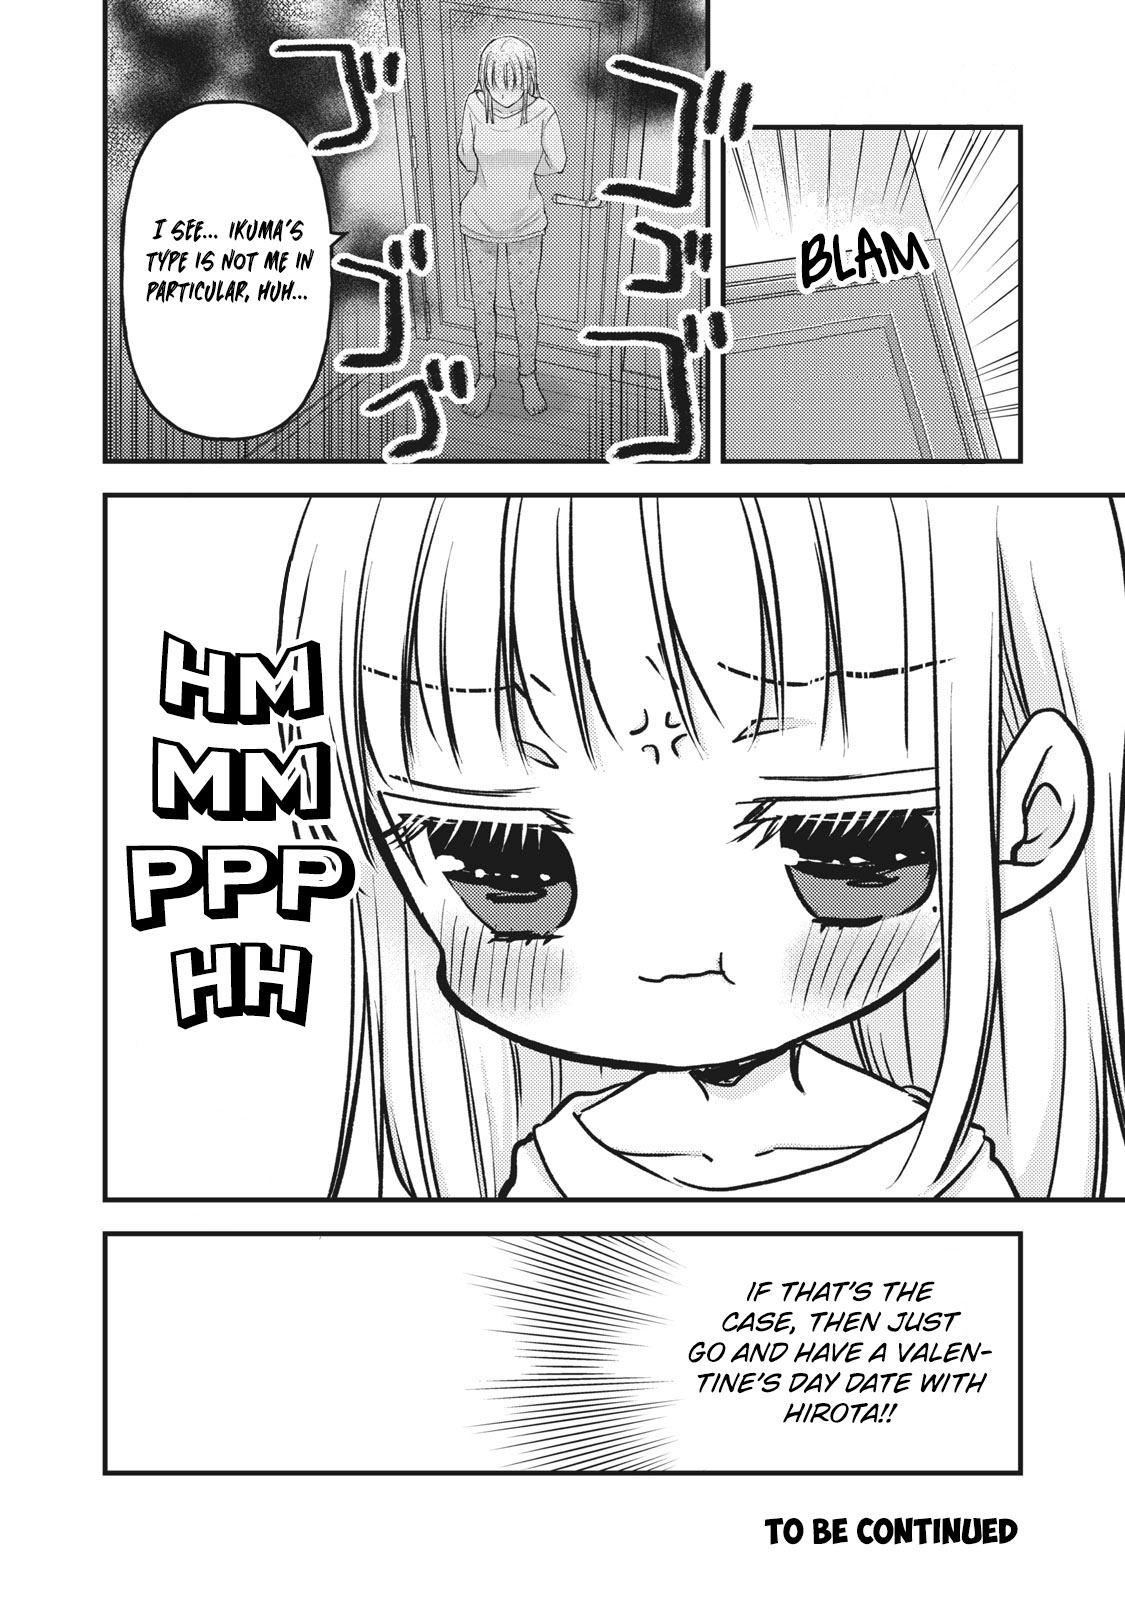 BLAM
ゴゴゴ
ゴゴゴ
I SEE... IKUMA'S
TYPE IS NOT ME IN
PARTICULAR, HUH...
HM
MM
PPP
HH
IF THAT'S THE
CASE, THEN JUST
GO AND HAVE A VALEN-
TINE'S DAY DATE WITH
HIROTA!!
TO BE CONTINUED